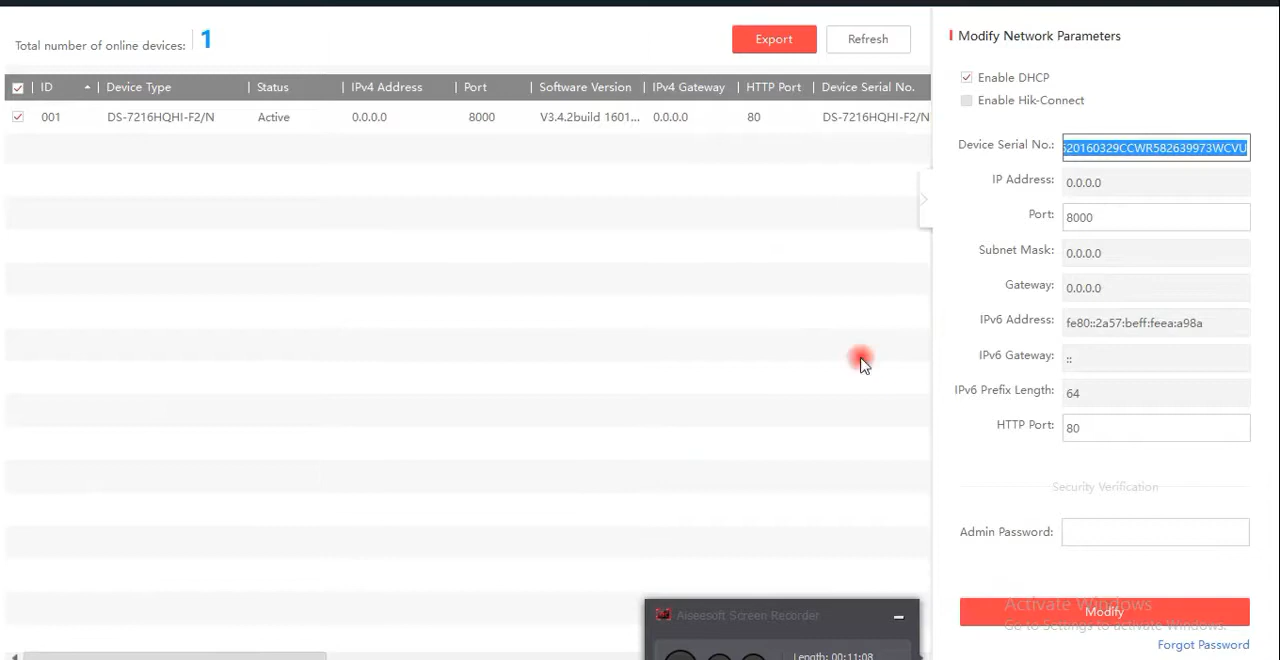 Total number of online devices: 1
Export
Refresh
ID
Device Type
Status
IPv4 Address
Port
Software Version
IPv4 Gateway
HTTP Port
Device Serial No.
001
DS-7216HQHI-F2/N
Active
0.0.0.0
8000
V3.4.2build 1601...
0.0.0.0
80
DS-7216HQHI-F2/N
Modify Network Parameters
Enable DHCP
Enable Hik-Connect
Device Serial No.: 620160329CCWR582639973WCVU
IP Address: 0.0.0.0
Port: 8000
Subnet Mask: 0.0.0.0
Gateway: 0.0.0.0
IPv6 Address: fe80::2a57:beff:feea:a98a
IPv6 Gateway: ::
IPv6 Prefix Length: 64
HTTP Port: 80
Security Verification
Admin Password:
Activate Windows
Modify
Go to Settings to activate Windows.
Forgot Password
Aiseesoft Screen Recorder
Length: 00:11:08